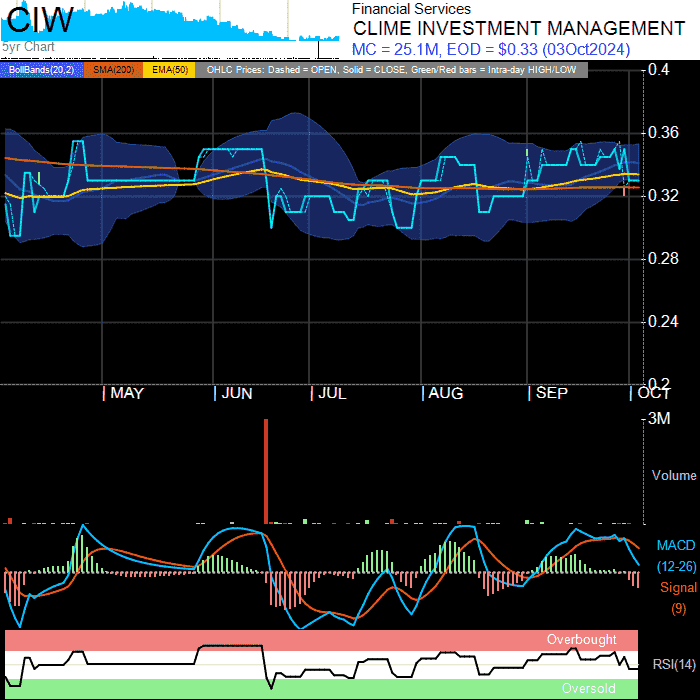 CIW
5yr Chart
Financial Services
CLIME INVESTMENT MANAGEMENT
MC = 25.1M, EOD = $0.33 (03Oct2024)
BollBands(20,2) SMA(200) EMA(50) OHLC Prices: Dashed = OPEN, Solid = CLOSE, Green/Red bars = Intra-day HIGH/LOW
0.4
0.36
0.32
0.28
0.24
0.2
MAY JUN JUL AUG SEP OCT
3M
Volume
MACD
(12-26)
Signal
(9)
Overbought
RSI(14)
Oversold